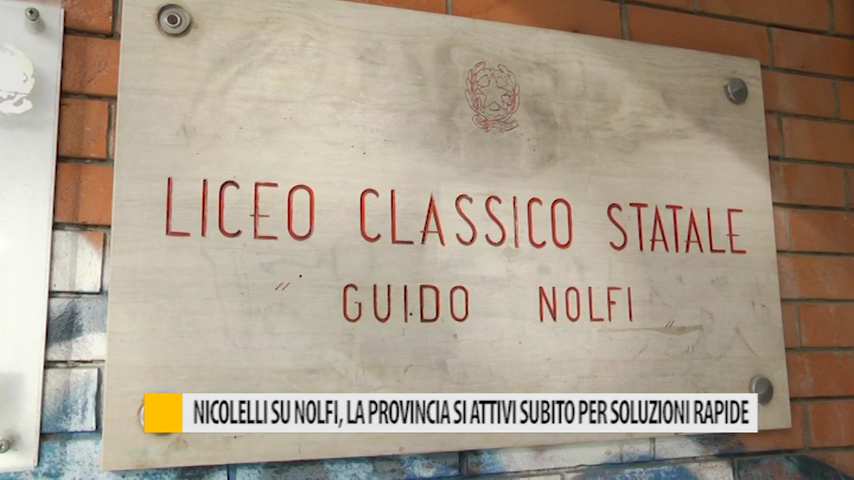 LICEO CLASSICO STATALE
GUIDO NOLFI
NICOLELLI SU NOLFI, LA PROVINCIA SI ATTIVI SUBITO PER SOLUZIONI RAPIDE